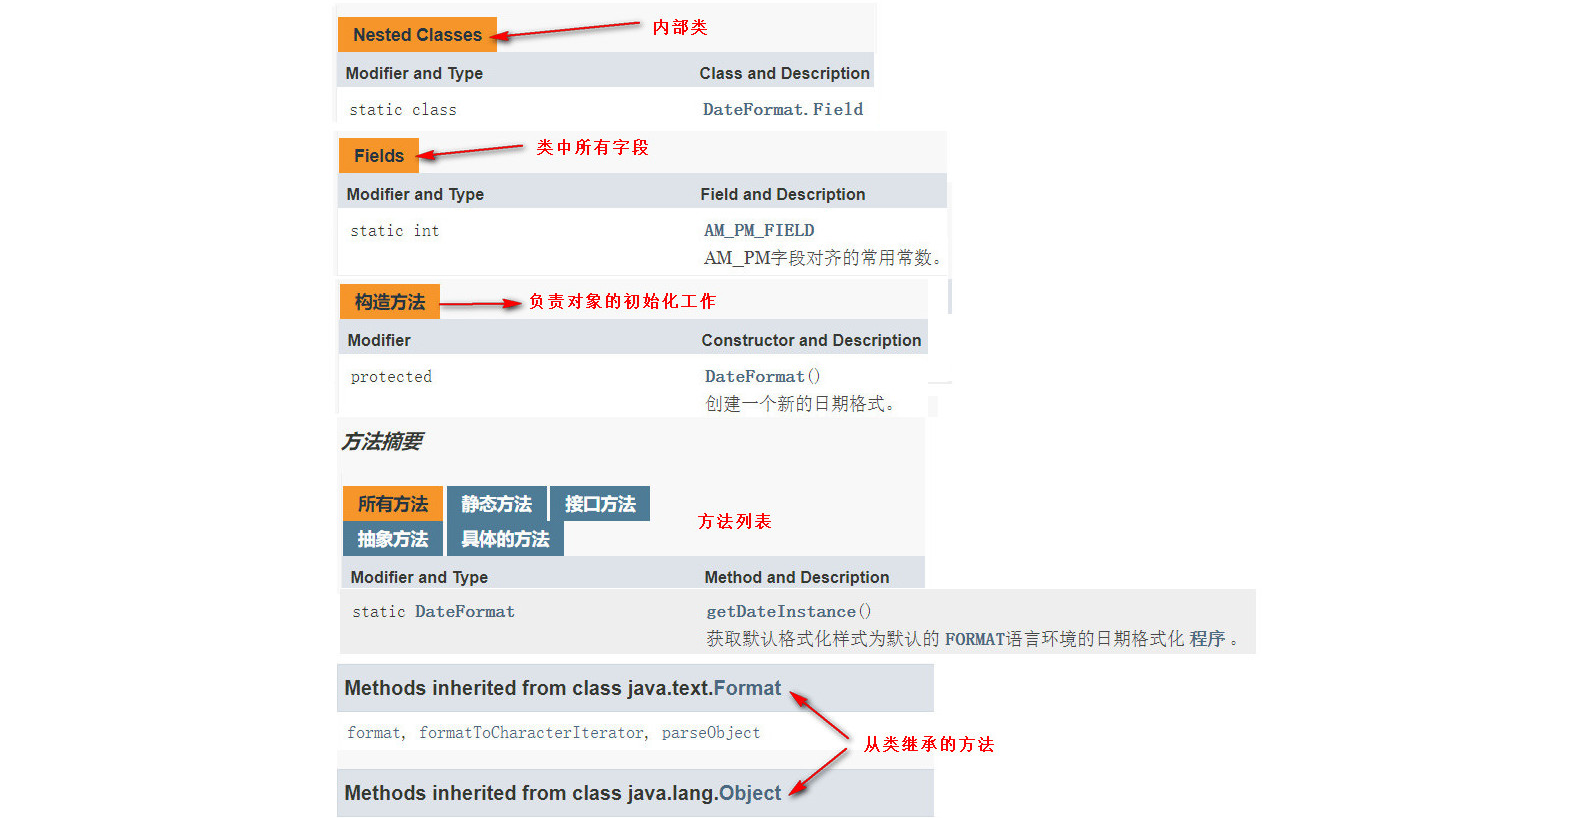 Nested Classes
内部类
Modifier and Type Class and Description
static class DateFormat.Field
Fields
类中所有字段
Modifier and Type Field and Description
static int AM_PM_FIELD
AM_PM字段对齐的常用常数。
构造方法
负责对象的初始化工作
Modifier Constructor and Description
protected DateFormat()
创建一个新的日期格式。
方法摘要
所有方法 静态方法 接口方法
抽象方法 具体的方法
方法列表
Modifier and Type Method and Description
static DateFormat getDateInstance()
获取默认格式化样式为默认的 FORMAT语言环境的日期格式化 程序 。
Methods inherited from class java.text.Format
format, formatToCharacterIterator, parseObject
从类继承的方法
Methods inherited from class java.lang.Object